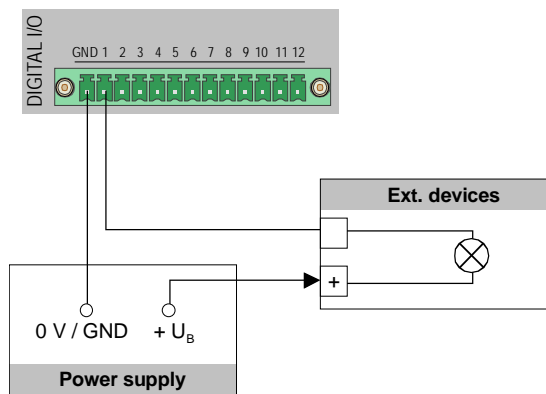 DIGITAL I/O
GND 1 2 3 4 5 6 7 8 9 10 11 12
Ext. devices
+
0 V / GND + U_B
Power supply